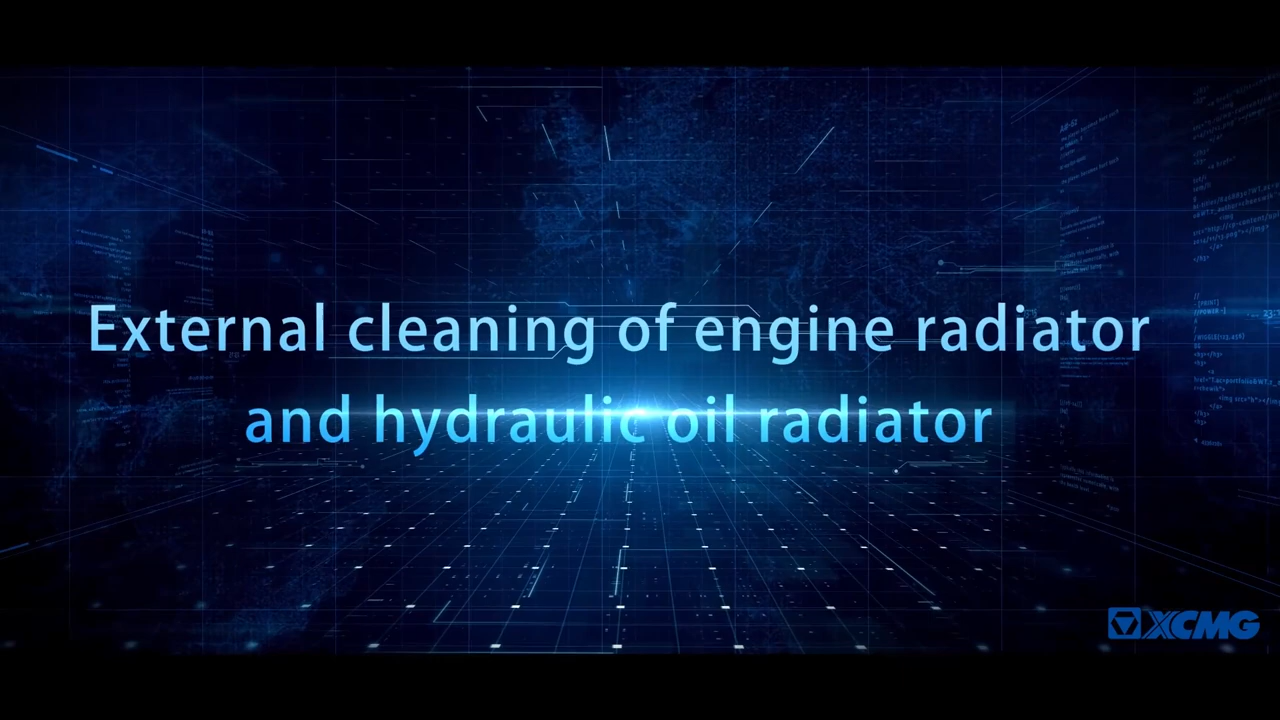 External cleaning of engine radiator
and hydraulic oil radiator
XCMG